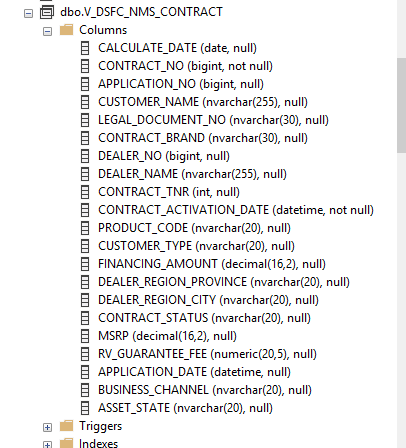 dbo.V_DSFC_NMS_CONTRACT
Columns
CALCULATE_DATE (date, null)
CONTRACT_NO (bigint, not null)
APPLICATION_NO (bigint, null)
CUSTOMER_NAME (nvarchar(255), null)
LEGAL_DOCUMENT_NO (nvarchar(30), null)
CONTRACT_BRAND (nvarchar(30), null)
DEALER_NO (bigint, null)
DEALER_NAME (nvarchar(255), null)
CONTRACT_TNR (int, null)
CONTRACT_ACTIVATION_DATE (datetime, not null)
PRODUCT_CODE (nvarchar(20), null)
CUSTOMER_TYPE (nvarchar(20), null)
FINANCING_AMOUNT (decimal(16,2), null)
DEALER_REGION_PROVINCE (nvarchar(20), null)
DEALER_REGION_CITY (nvarchar(20), null)
CONTRACT_STATUS (nvarchar(20), null)
MSRP (decimal(16,2), null)
RV_GUARANTEE_FEE (numeric(20,5), null)
APPLICATION_DATE (datetime, null)
BUSINESS_CHANNEL (nvarchar(20), null)
ASSET_STATE (nvarchar(20), null)
Triggers
Indexes